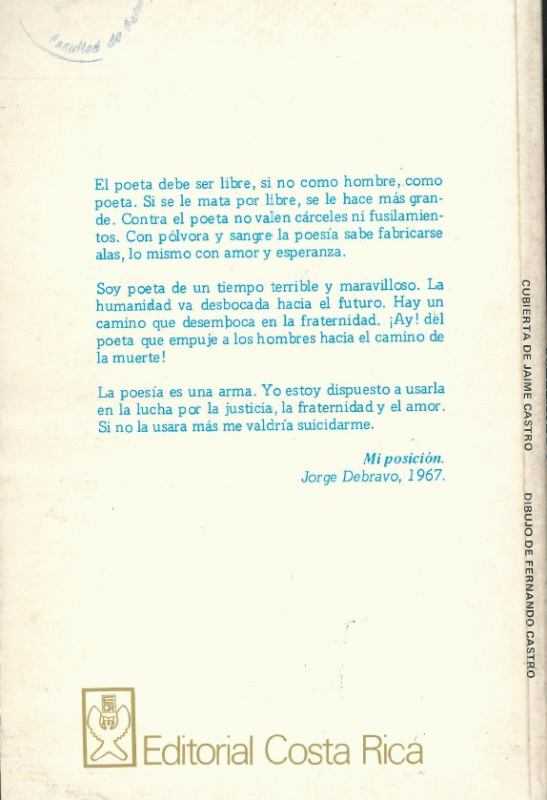 Facultad de
El poeta debe ser libre, si no como hombre, como
poeta. Si se le mata por libre, se le hace más gran-
de. Contra el poeta no valen cárceles ni fusilamien-
tos. Con pólvora y sangre la poesía sabe fabricarse
alas, lo mismo con amor y esperanza.
Soy poeta de un tiempo terrible y maravilloso. La
humanidad va desbocada hacia el futuro. Hay un
camino que desemboca en la fraternidad. ¡Ay! del
poeta que empuje a los hombres hacia el camino de
la muerte!
La poesía es una arma. Yo estoy dispuesto a usarla
en la lucha por la justicia, la fraternidad y el amor.
Si no la usara más me valdría suicidarme.
Mi posición.
Jorge Debravo, 1967.
CUBIERTA DE JAIME CASTRO
DIBUJO DE FERNANDO CASTRO
Editorial Costa Rica